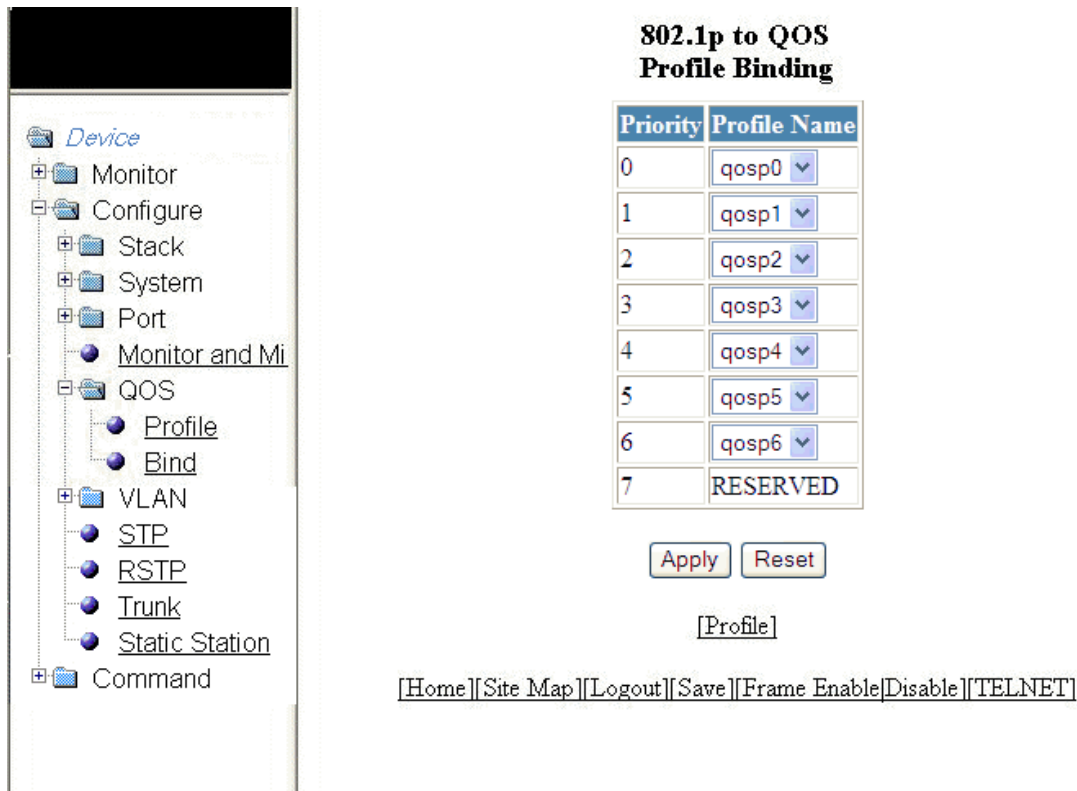 Device
Monitor
Configure
Stack
System
Port
Monitor and Mi
QOS
Profile
Bind
VLAN
STP
RSTP
Trunk
Static Station
Command
802.1p to QOS
Profile Binding
Priority Profile Name
0 qosp0
1 qosp1
2 qosp2
3 qosp3
4 qosp4
5 qosp5
6 qosp6
7 RESERVED
Apply Reset
[Profile]
[Home][Site Map][Logout][Save][Frame Enable|Disable][TELNET]